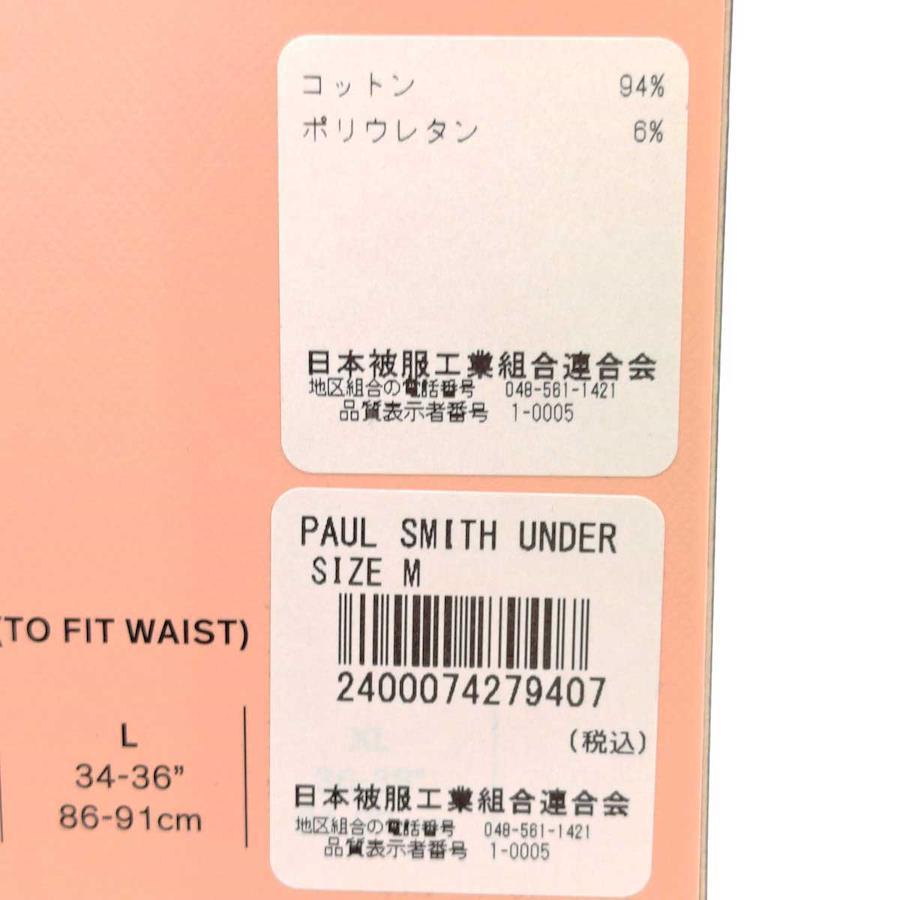 コットン 94%
ポリウレタン 6%
日本被服工業組合連合会
地区組合の電話番号 048-561-1421
品質表示者番号 1-0005
PAUL SMITH UNDER
SIZE M
2400074279407
(税込)
日本被服工業組合連合会
地区組合の電話番号 048-561-1421
品質表示者番号 1-0005
(TO FIT WAIST)
L
34-36”
86-91cm
XL